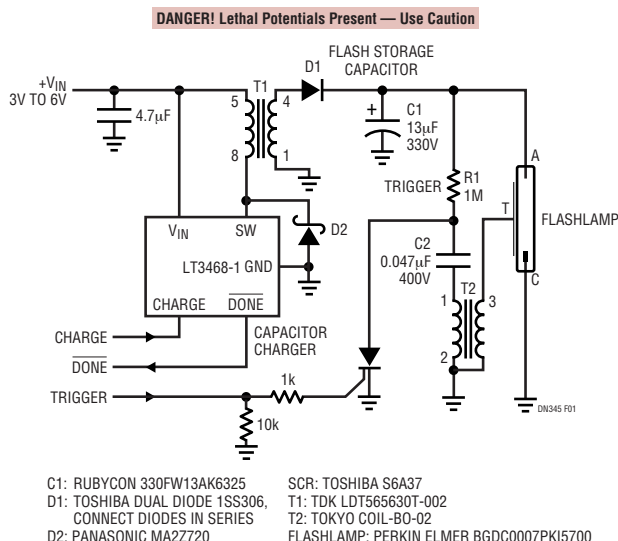 DANGER! Lethal Potentials Present — Use Caution
FLASH STORAGE
CAPACITOR
D1
T1
+VIN
3V TO 6V
4.7µF
5
4
8
1
+
C1
13µF
330V
TRIGGER
R1
1M
A
T
FLASHLAMP
C
C2
0.047µF
400V
T2
1
3
2
D2
VIN
SW
LT3468-1
GND
CHARGE
DONE
CAPACITOR
CHARGER
CHARGE
DONE
TRIGGER
1k
10k
DN345 F01
C1: RUBYCON 330FW13AK6325
D1: TOSHIBA DUAL DIODE 1SS306,
CONNECT DIODES IN SERIES
D2: PANASONIC MA2Z720
SCR: TOSHIBA S6A37
T1: TDK LDT565630T-002
T2: TOKYO COIL-BO-02
FLASHLAMP: PERKIN ELMER BGDC0007PKI5700